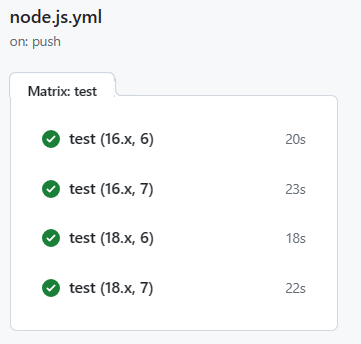 node.js.yml
on: push
Matrix: test
test (16.x, 6) 20s
test (16.x, 7) 23s
test (18.x, 6) 18s
test (18.x, 7) 22s